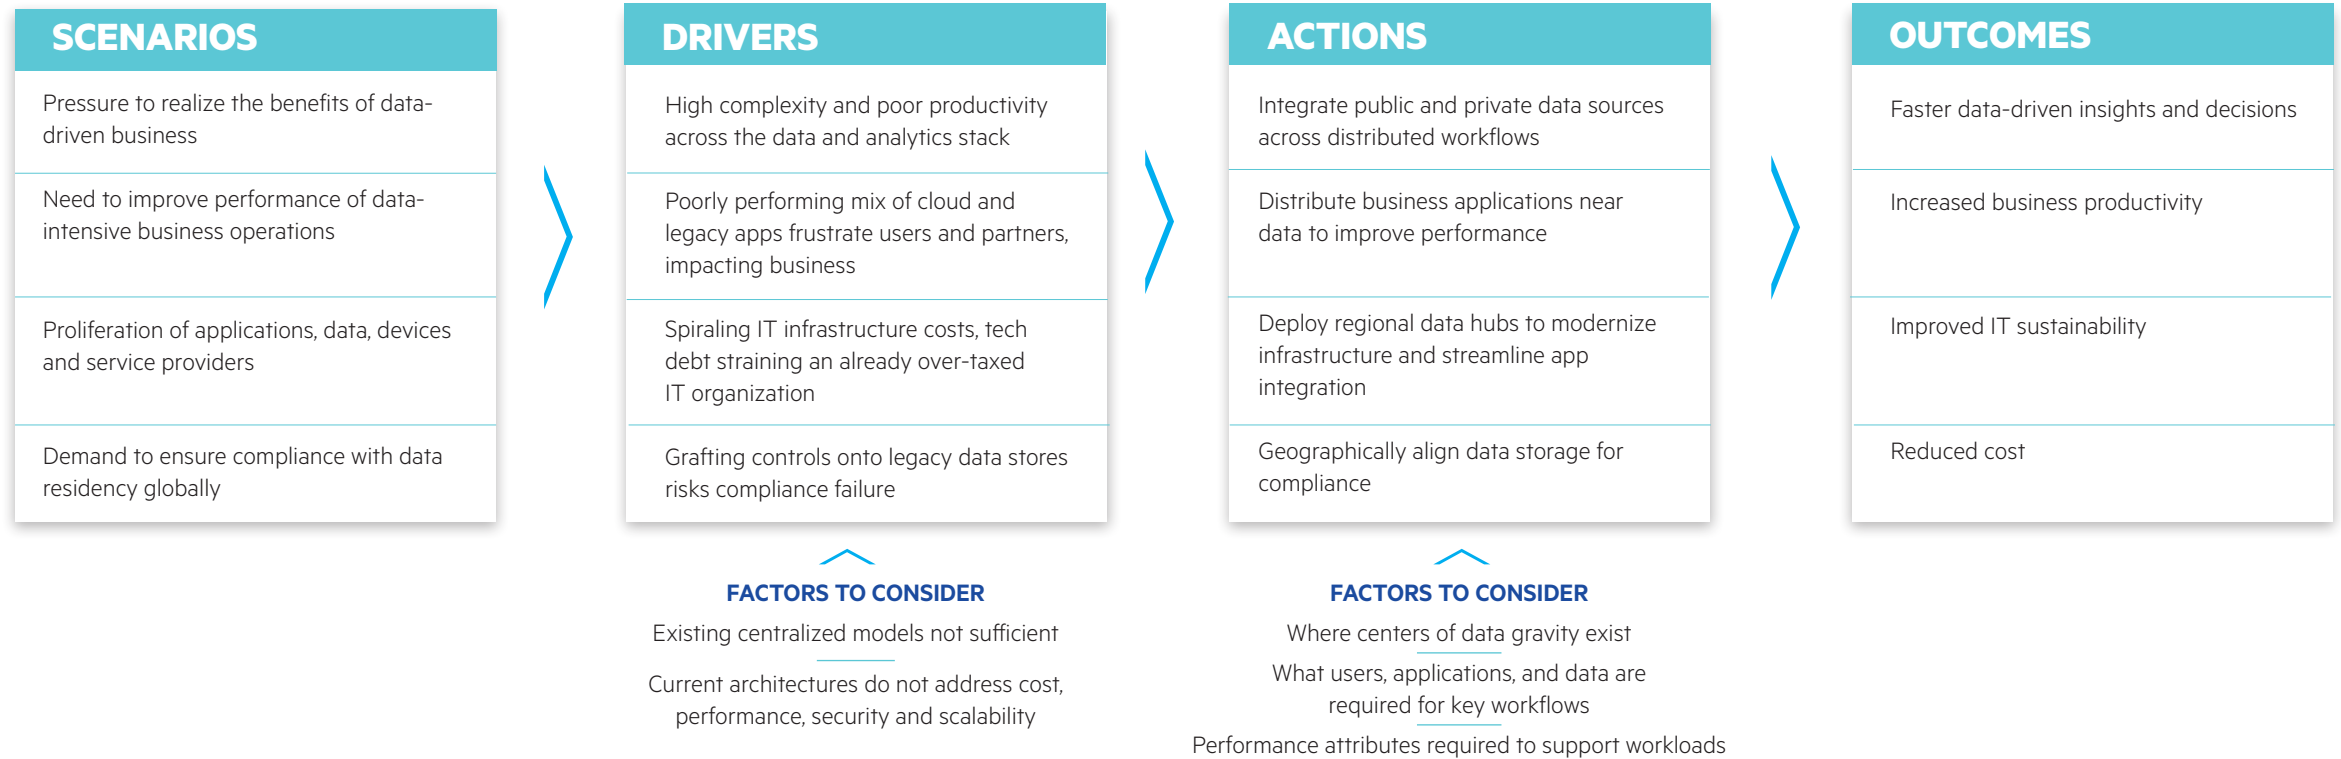 SCENARIOS
Pressure to realize the benefits of data-
driven business
Need to improve performance of data-
intensive business operations
Proliferation of applications, data, devices
and service providers
Demand to ensure compliance with data
residency globally
DRIVERS
High complexity and poor productivity
across the data and analytics stack
Poorly performing mix of cloud and
legacy apps frustrate users and partners,
impacting business
Spiraling IT infrastructure costs, tech
debt straining an already over-taxed
IT organization
Grafting controls onto legacy data stores
risks compliance failure
FACTORS TO CONSIDER
Existing centralized models not sufficient
Current architectures do not address cost,
performance, security and scalability
ACTIONS
Integrate public and private data sources
across distributed workflows
Distribute business applications near
data to improve performance
Deploy regional data hubs to modernize
infrastructure and streamline app
integration
Geographically align data storage for
compliance
FACTORS TO CONSIDER
Where centers of data gravity exist
What users, applications, and data are
required for key workflows
Performance attributes required to support workloads
OUTCOMES
Faster data-driven insights and decisions
Increased business productivity
Improved IT sustainability
Reduced cost